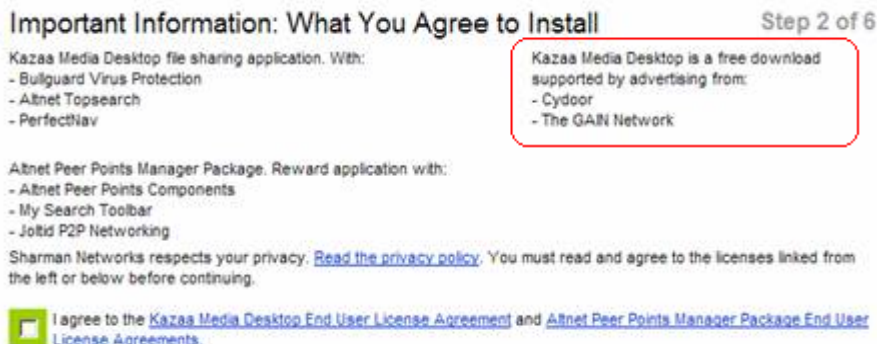 Important Information: What You Agree to Install
Step 2 of 6
Kazaa Media Desktop file sharing application. With:
- Bullguard Virus Protection
- Altnet Topsearch
- PerfectNav
Kazaa Media Desktop is a free download
supported by advertising from:
- Cydoor
- The GAIN Network
Altnet Peer Points Manager Package. Reward application with:
- Altnet Peer Points Components
- My Search Toolbar
- Joltid P2P Networking
Sharman Networks respects your privacy. Read the privacy policy. You must read and agree to the licenses linked from
the left or below before continuing.
I agree to the Kazaa Media Desktop End User License Agreement and Altnet Peer Points Manager Package End User
License Agreements.